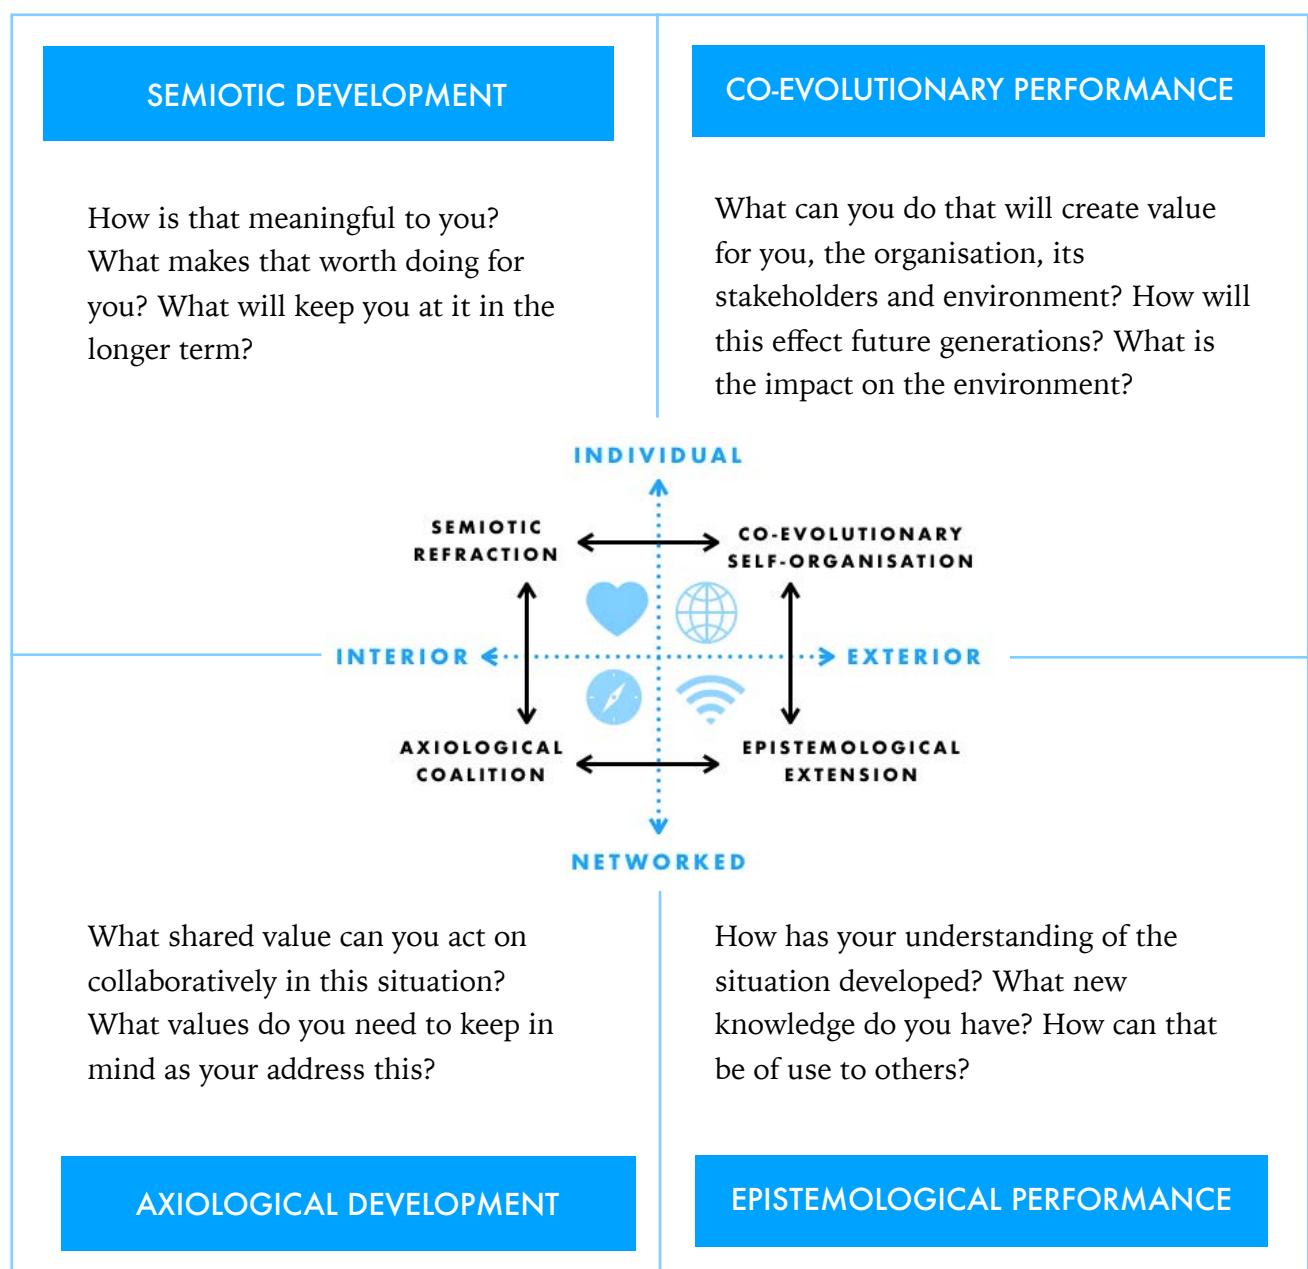 SEMIOTIC DEVELOPMENT
How is that meaningful to you?
What makes that worth doing for
you? What will keep you at it in the
longer term?
CO-EVOLUTIONARY PERFORMANCE
What can you do that will create value
for you, the organisation, its
stakeholders and environment? How will
this effect future generations? What is
the impact on the environment?
INDIVIDUAL
SEMIOTIC
REFRACTION
CO-EVOLUTIONARY
SELF-ORGANISATION
INTERIOR
EXTERIOR
AXIOLOGICAL
COALITION
EPISTEMOLOGICAL
EXTENSION
NETWORKED
What shared value can you act on
collaboratively in this situation?
What values do you need to keep in
mind as your address this?
AXIOLOGICAL DEVELOPMENT
How has your understanding of the
situation developed? What new
knowledge do you have? How can that
be of use to others?
EPISTEMOLOGICAL PERFORMANCE